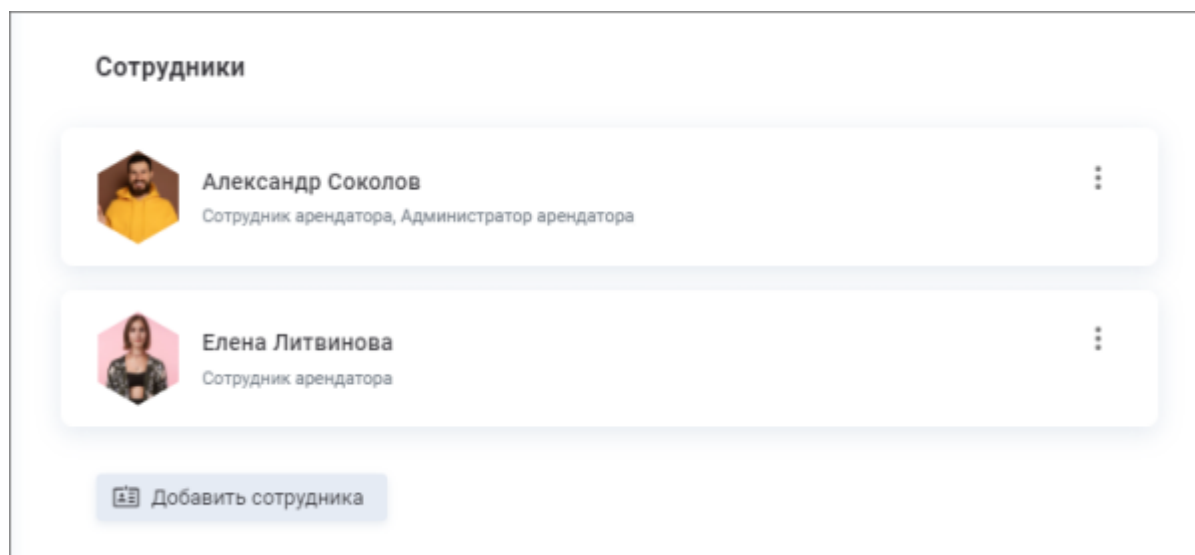 Сотрудники
Александр Соколов
Сотрудник арендатора, Администратор арендатора
Елена Литвинова
Сотрудник арендатора
Добавить сотрудника